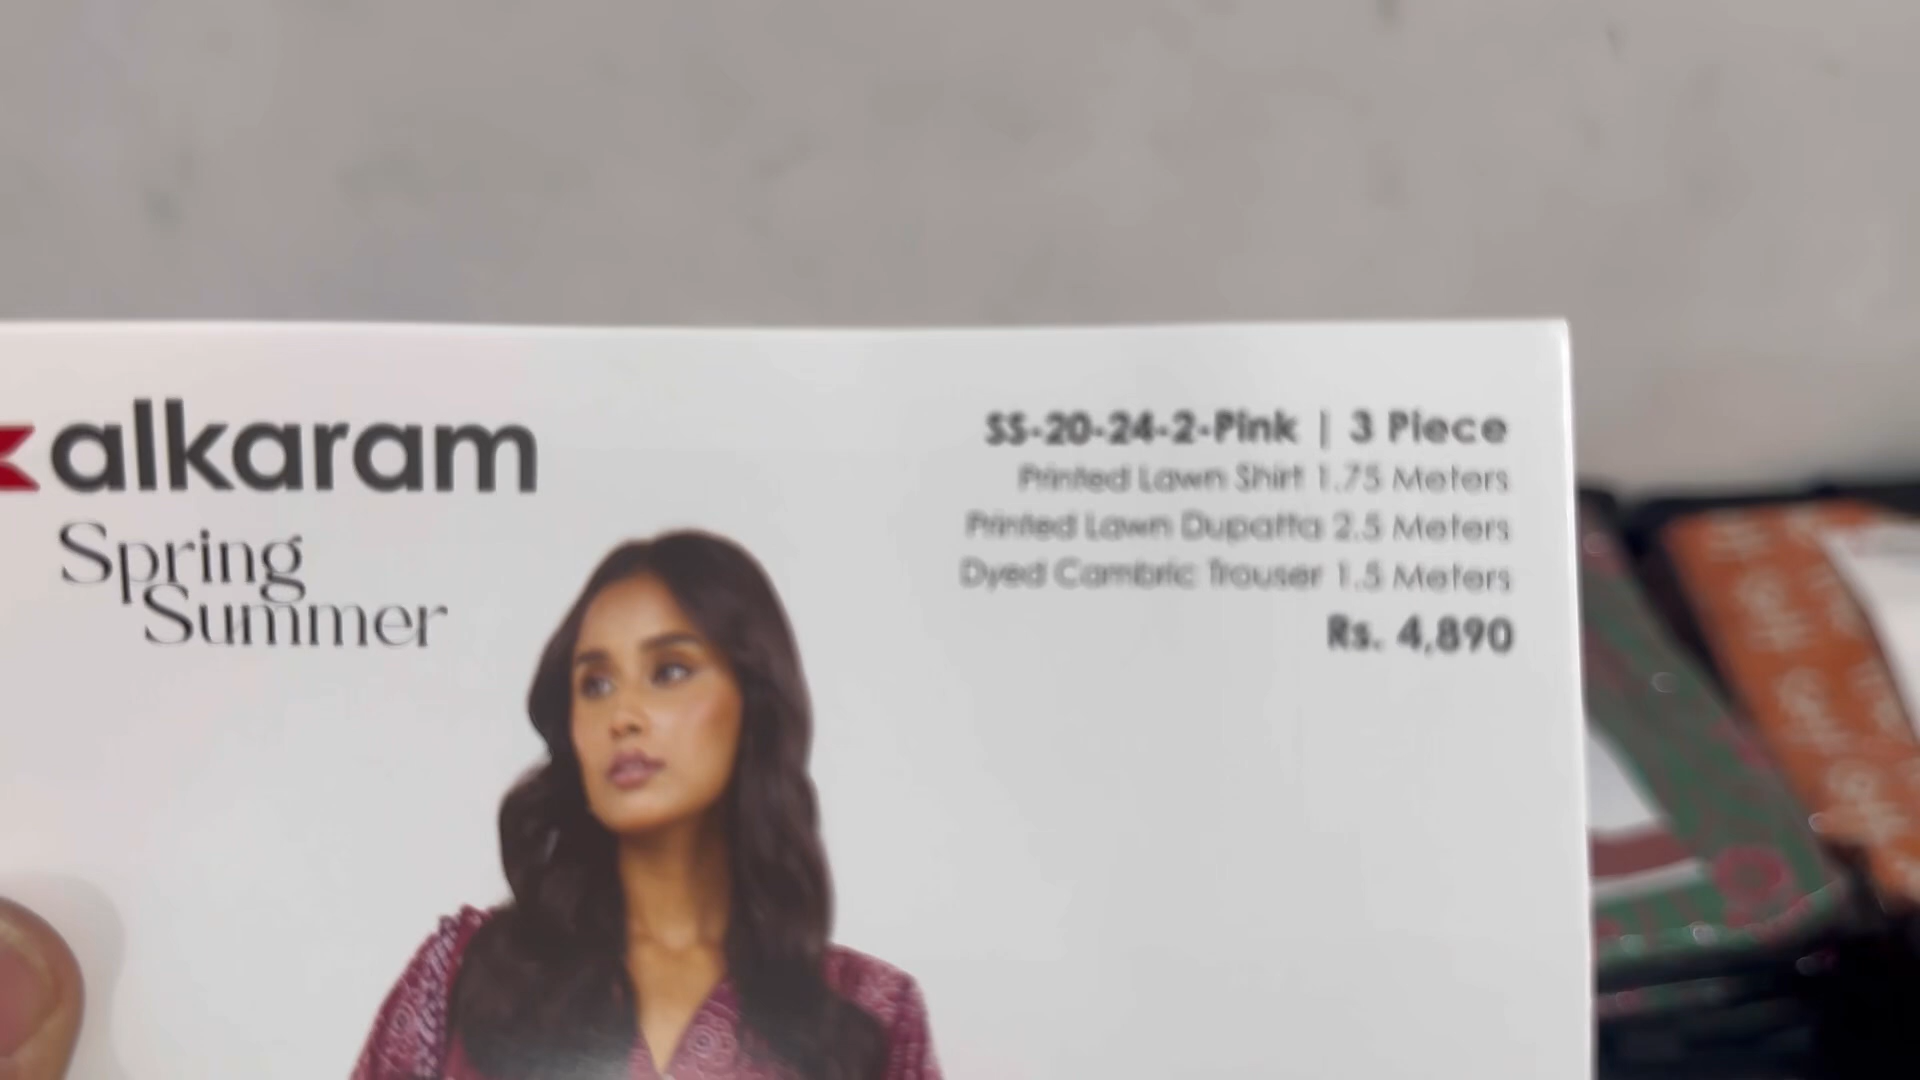 alkaram
Spring
Summer
SS-20-24-2-Pink | 3 Piece
Printed Lawn Shirt 1.75 Meters
Printed Lawn Dupatta 2.5 Meters
Dyed Cambric Trouser 1.5 Meters
Rs. 4,890